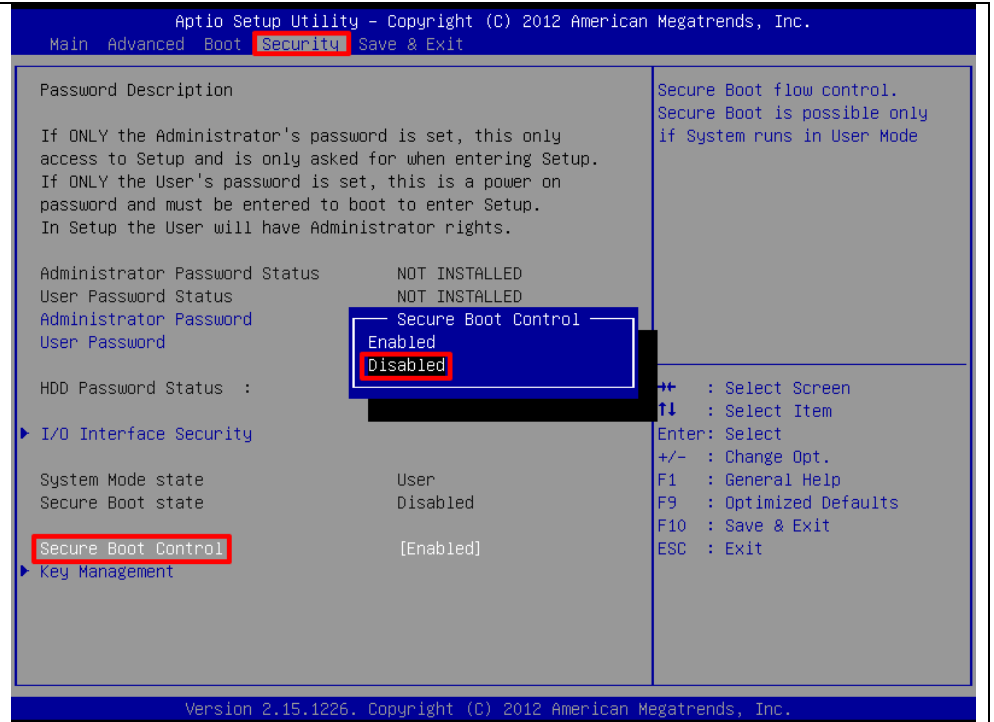 Aptio Setup Utility – Copyright (C) 2012 American Megatrends, Inc.
Main Advanced Boot Security Save & Exit
Password Description
If ONLY the Administrator's password is set, this only
access to Setup and is only asked for when entering Setup.
If ONLY the User's password is set, this is a power on
password and must be entered to boot to enter Setup.
In Setup the User will have Administrator rights.
Administrator Password Status NOT INSTALLED
User Password Status NOT INSTALLED
Administrator Password
User Password
HDD Password Status :
I/O Interface Security
System Mode state User
Secure Boot state Disabled
Secure Boot Control [Enabled]
Key Management
Secure Boot Control
Enabled
Disabled
Secure Boot flow control.
Secure Boot is possible only
if System runs in User Mode
→← : Select Screen
↑↓ : Select Item
Enter: Select
+/- : Change Opt.
F1 : General Help
F9 : Optimized Defaults
F10 : Save & Exit
ESC : Exit
Version 2.15.1226. Copyright (C) 2012 American Megatrends, Inc.